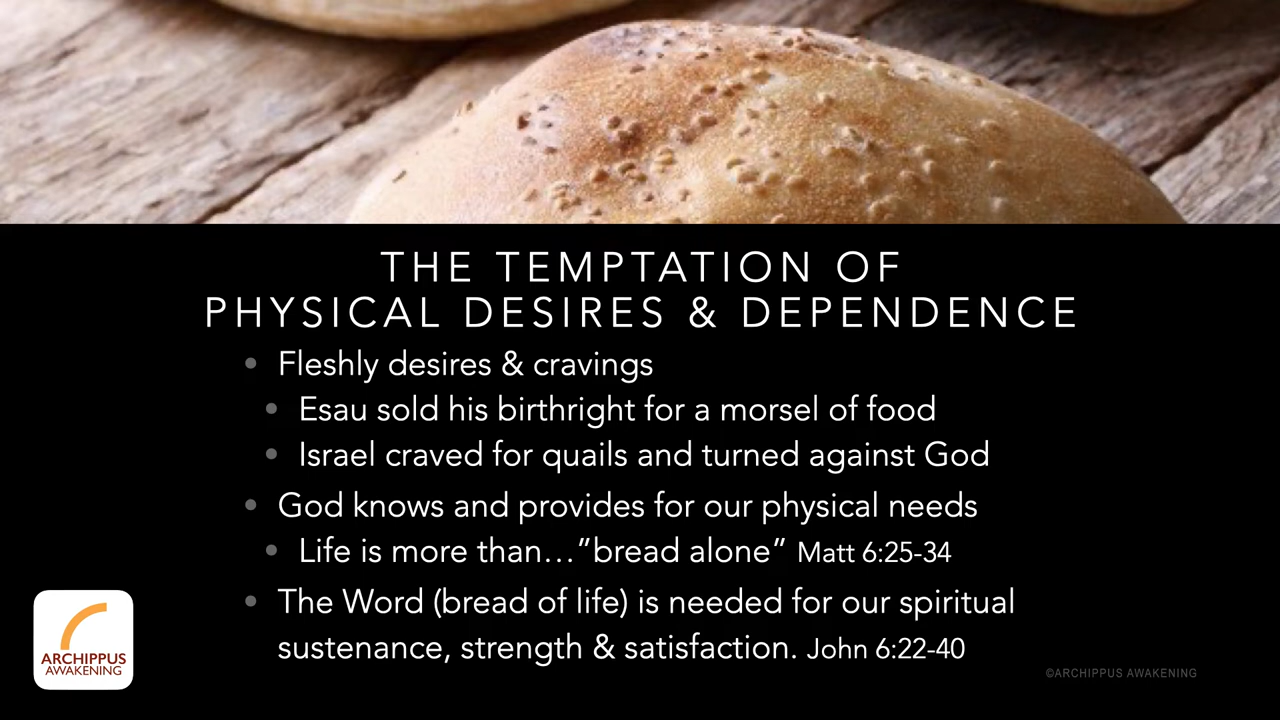 THE TEMPTATION OF
PHYSICAL DESIRES & DEPENDENCE
• Fleshly desires & cravings
• Esau sold his birthright for a morsel of food
• Israel craved for quails and turned against God
• God knows and provides for our physical needs
• Life is more than…”bread alone” Matt 6:25-34
• The Word (bread of life) is needed for our spiritual
sustenance, strength & satisfaction. John 6:22-40
ARCHIPPUS
AWAKENING
©ARCHIPPUS AWAKENING